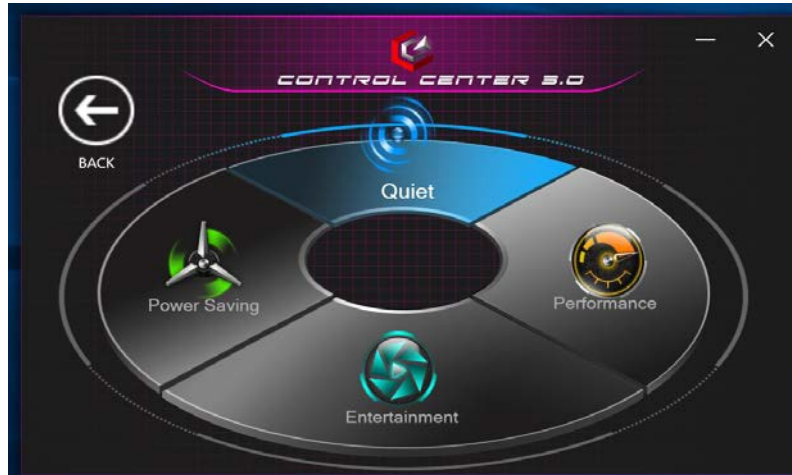 CONTROL CENTER 3.0
BACK
Quiet
Power Saving
Performance
Entertainment